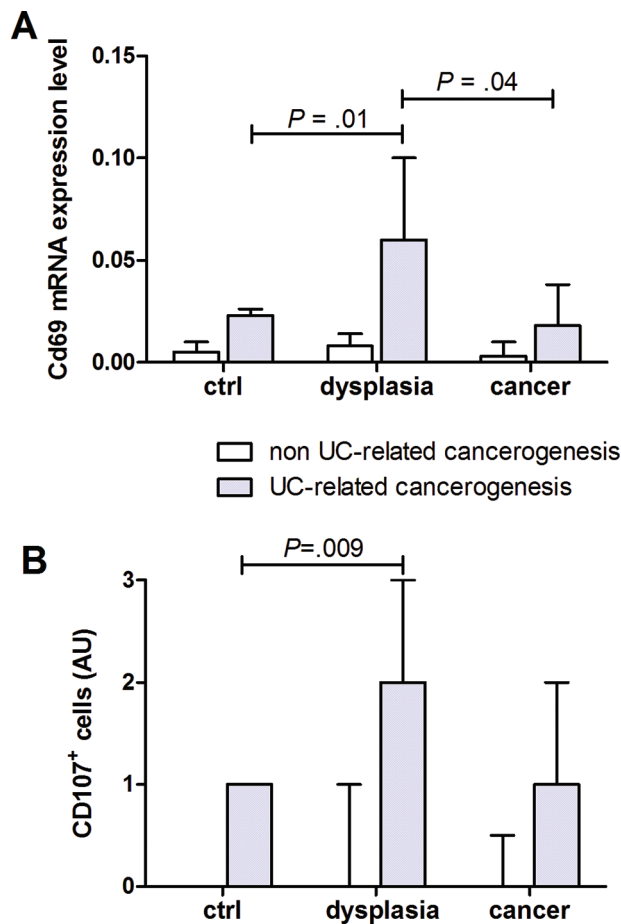 A
Cd69 mRNA expression level
0.15
0.10
0.05
0.00
P = .01
P = .04
ctrl
dysplasia
cancer
non UC-related cancerogenesis
UC-related cancerogenesis
B
CD107⁺ cells (AU)
3
2
1
0
P=.009
ctrl
dysplasia
cancer